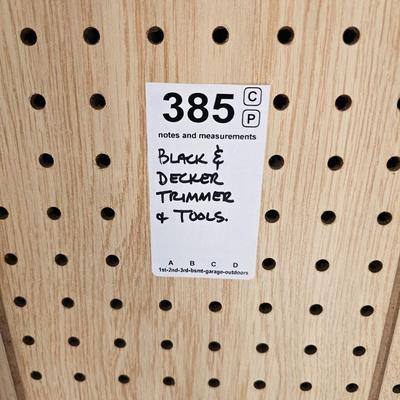 385 C
P
notes and measurements
BLACK &
DECKER
TRIMMER
& TOOLS.
A B C D
1st-2nd-3rd-bsmt-garage-outdoors